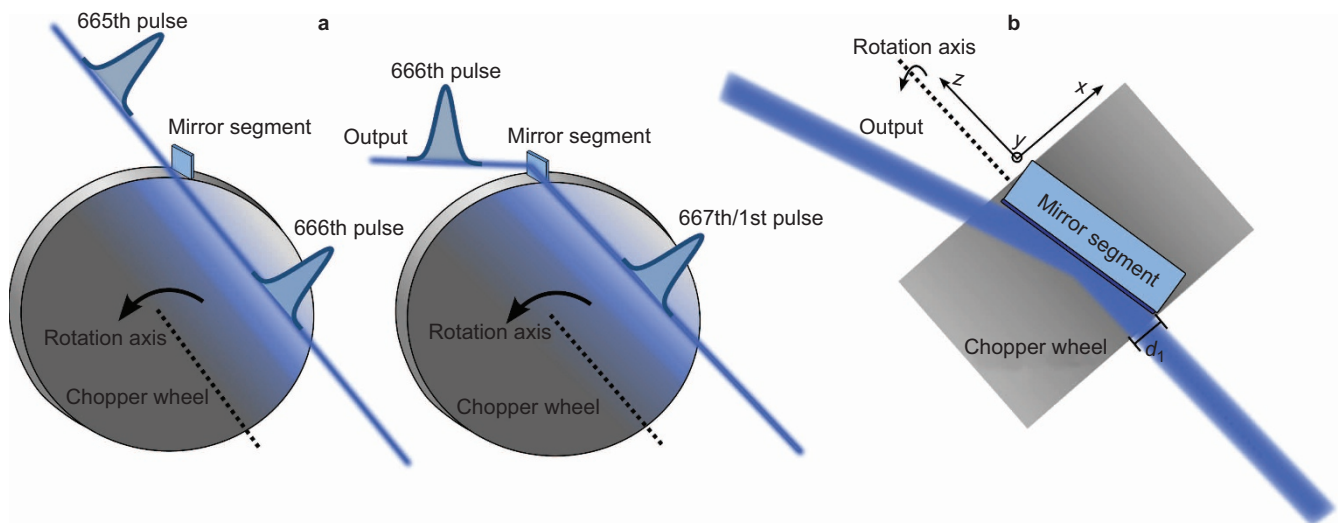 665th pulse
a
Mirror segment
666th pulse
Rotation axis
Chopper wheel
666th pulse
Output
Mirror segment
667th/1st pulse
Rotation axis
Chopper wheel
b
Rotation axis
z
x
y
Output
Mirror segment
d1
Chopper wheel